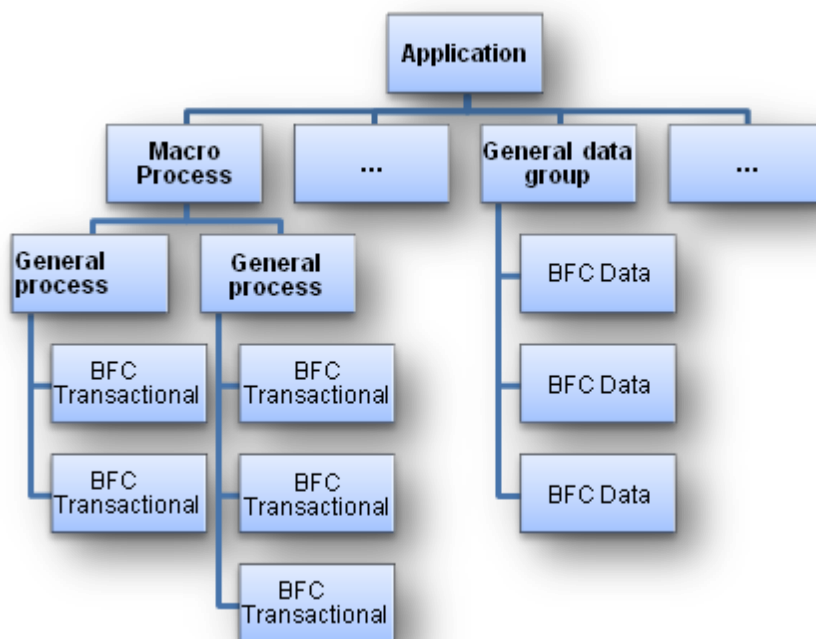 Application
Macro
Process
...
General data
group
...
General
process
General
process
BFC Data
BFC
Transactional
BFC
Transactional
BFC Data
BFC
Transactional
BFC
Transactional
BFC Data
BFC
Transactional